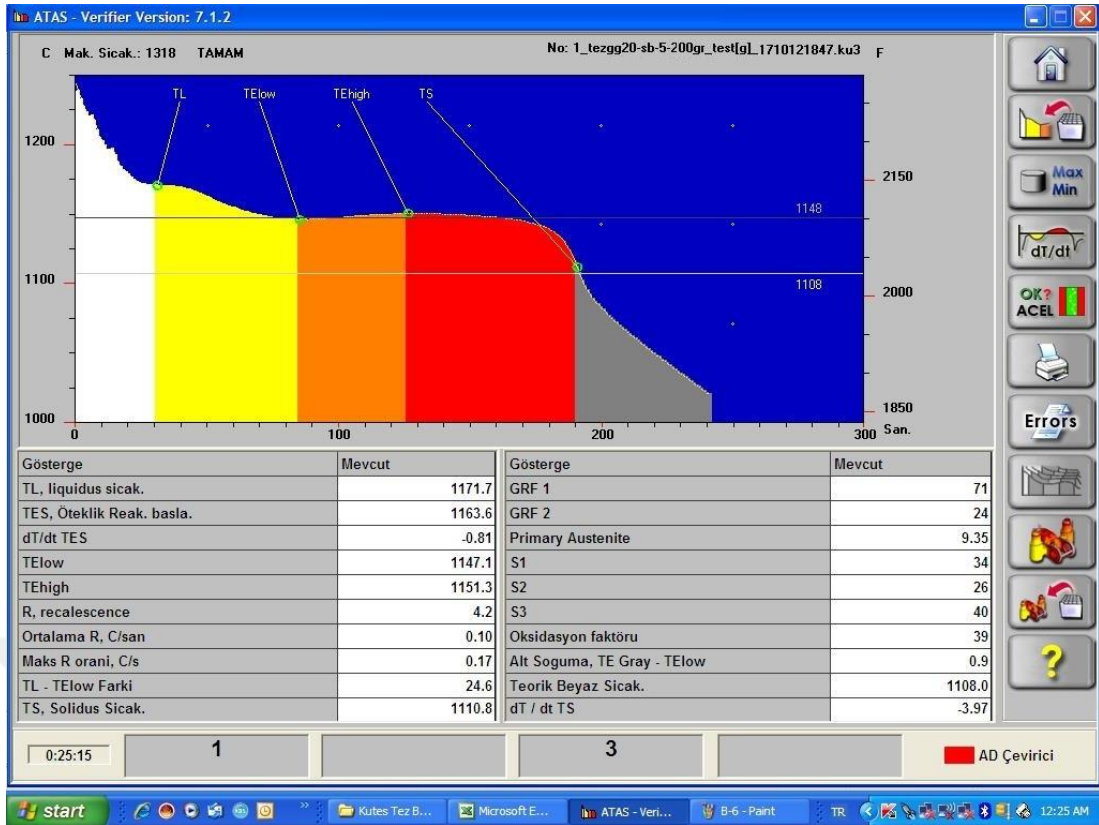 ATAS - Verifier Version: 7.1.2
C Mak. Sicak.: 1318 TAMAM No: 1_tezgg20-sb-5-200gr_test[g]_1710121847.ku3 F
TL TElow TEhigh TS
1200
2150
1148
1100
1108
2000
1000
1850
0 100 200 300 San.
Max
Min
dT/dt
OK?
ACEL
Errors
?
Gösterge Mevcut Gösterge Mevcut
TL, liquidus sicak. 1171.7 GRF 1 71
TES, Öteklik Reak. basla. 1163.6 GRF 2 24
dT/dt TES -0.81 Primary Austenite 9.35
TElow 1147.1 S1 34
TEhigh 1151.3 S2 26
R, recalescence 4.2 S3 40
Ortalama R, C/san 0.10 Oksidasyon faktöru 39
Maks R orani, C/s 0.17 Alt Soguma, TE Gray - TElow 0.9
TL - TElow Farki 24.6 Teorik Beyaz Sicak. 1108.0
TS, Solidus Sicak. 1110.8 dT / dt TS -3.97
0:25:15 1 3 AD Çevirici
start Kutes Tez B... Microsoft E... ATAS - Veri... B-6 - Paint TR 12:25 AM